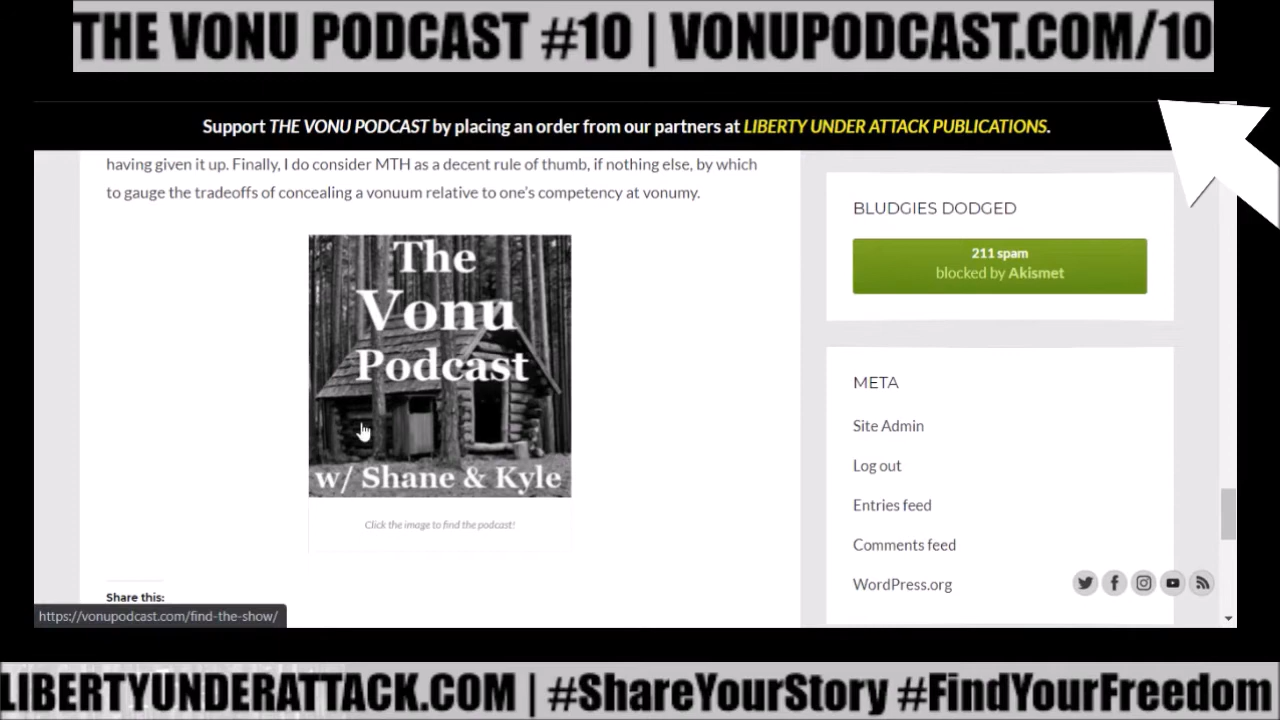 THE VONU PODCAST #10 | VONUPODCAST.COM/10
Support THE VONU PODCAST by placing an order from our partners at LIBERTY UNDER ATTACK PUBLICATIONS.
having given it up. Finally, I do consider MTH as a decent rule of thumb, if nothing else, by which
to gauge the tradeoffs of concealing a vonuum relative to one's competency at vonumy.
The
Vonu
Podcast
w/ Shane & Kyle
Click the image to find the podcast!
Share this:
https://vonupodcast.com/find-the-show/
BLUDGIES DODGED
211 spam
blocked by Akismet
META
Site Admin
Log out
Entries feed
Comments feed
WordPress.org
LIBERTYUNDERATTACK.COM | #ShareYourStory #FindYourFreedom